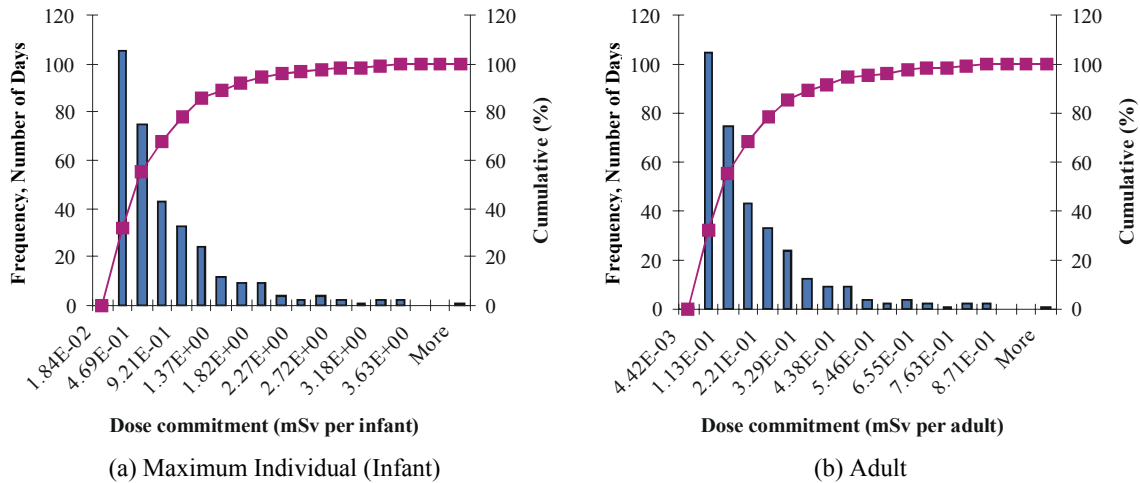 120
100
80
60
40
20
0
Frequency, Number of Days
120
100
80
60
40
20
0
Cumulative (%)
1.84E-02
4.69E-01
9.21E-01
1.37E+00
1.82E+00
2.27E+00
2.72E+00
3.18E+00
3.63E+00
More
Dose commitment (mSv per infant)
(a) Maximum Individual (Infant)
120
100
80
60
40
20
0
Frequency, Number of Days
120
100
80
60
40
20
0
Cumulative (%)
4.42E-03
1.13E-01
2.21E-01
3.29E-01
4.38E-01
5.46E-01
6.55E-01
7.63E-01
8.71E-01
More
Dose commitment (mSv per adult)
(b) Adult